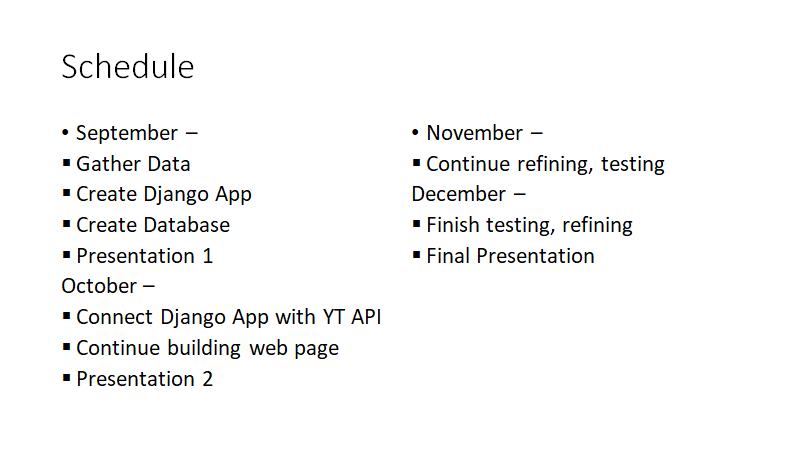 Schedule
• September –
▪ Gather Data
▪ Create Django App
▪ Create Database
▪ Presentation 1
October –
▪ Connect Django App with YT API
▪ Continue building web page
▪ Presentation 2
• November –
▪ Continue refining, testing
December –
▪ Finish testing, refining
▪ Final Presentation